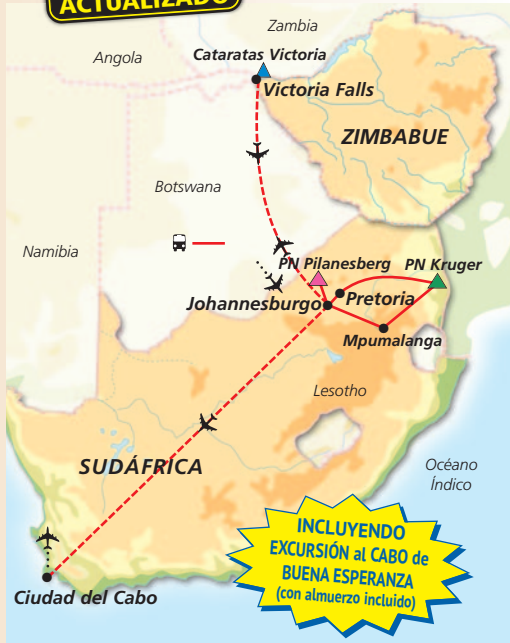 ACTUALIZADO
Zambia
Angola
Cataratas Victoria
Victoria Falls
ZIMBABUE
Botswana
Namibia
PN Pilanesberg
PN Kruger
Johannesburgo
Pretoria
Mpumalanga
Lesotho
SUDÁFRICA
Océano
Índico
INCLUYENDO
EXCURSIÓN al CABO de
BUENA ESPERANZA
(con almuerzo incluido)
Ciudad del Cabo